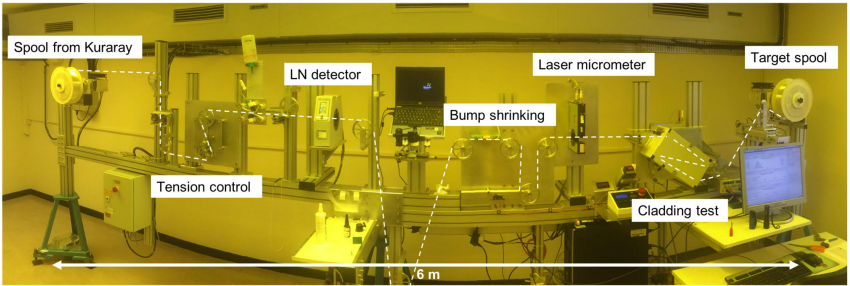 Spool from Kuraray
LN detector
Laser micrometer
Target spool
Bump shrinking
Tension control
Cladding test
6 m